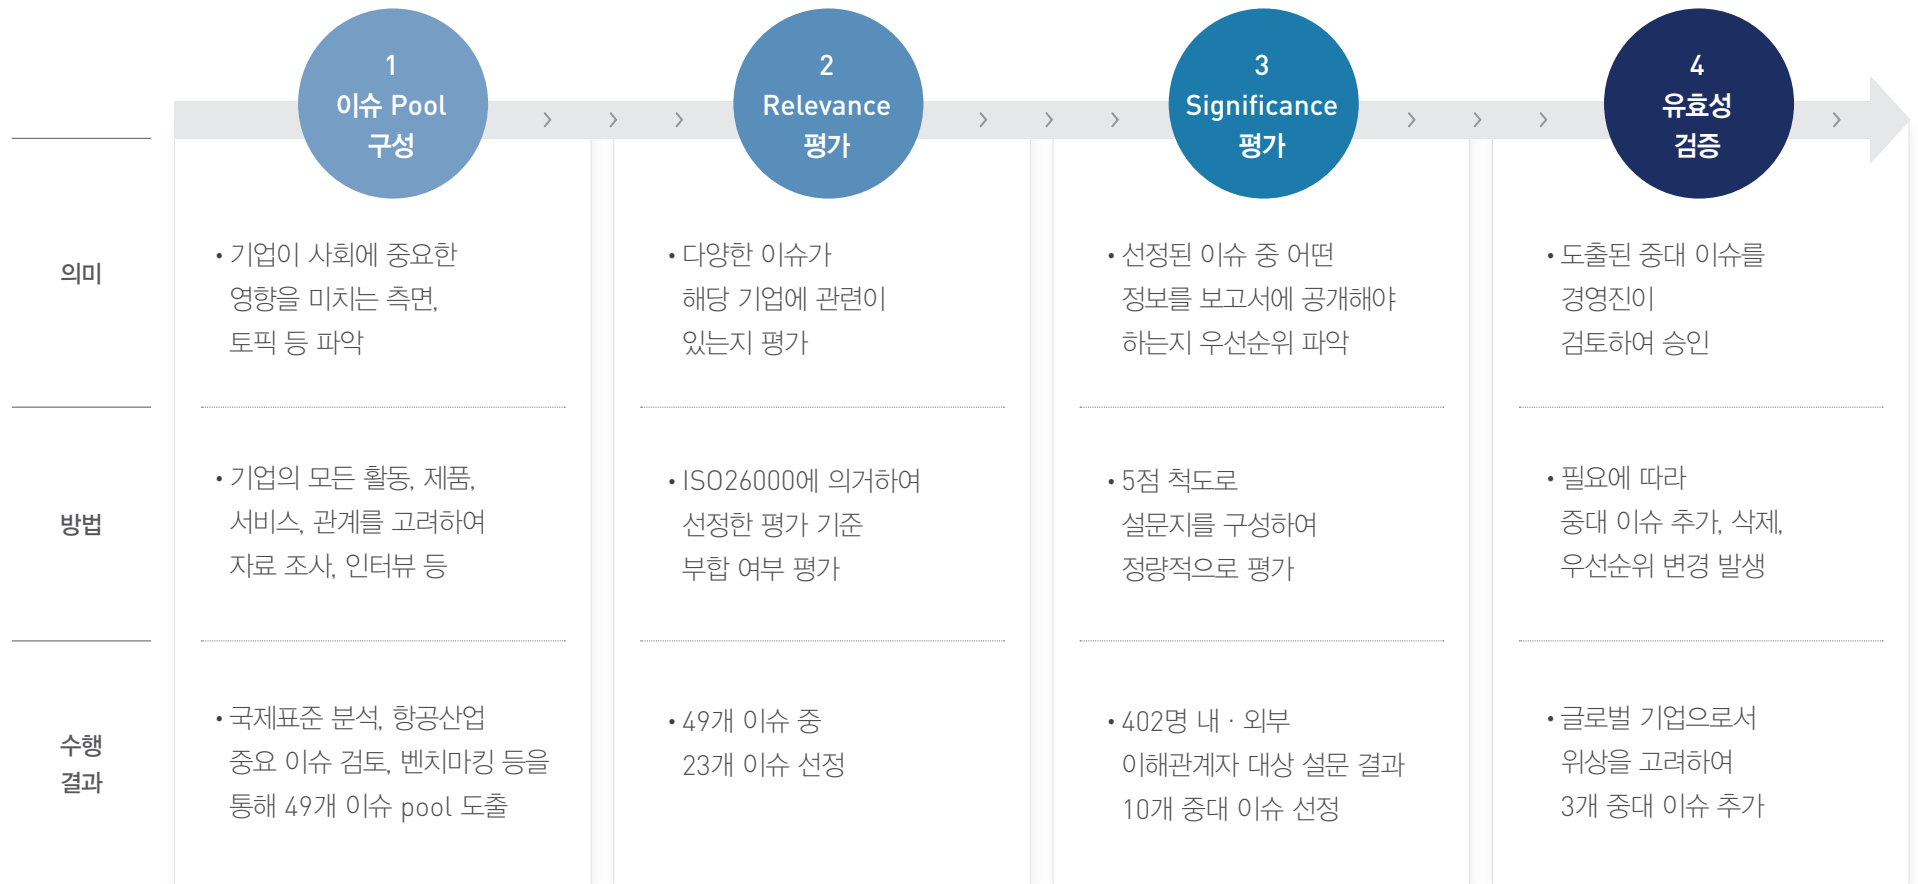 1
이슈 Pool
구성
2
Relevance
평가
3
Significance
평가
4
유효성
검증
의미
• 기업이 사회에 중요한
영향을 미치는 측면,
토픽 등 파악
• 다양한 이슈가
해당 기업에 관련이
있는지 평가
• 선정된 이슈 중 어떤
정보를 보고서에 공개해야
하는지 우선순위 파악
• 도출된 중대 이슈를
경영진이
검토하여 승인
방법
• 기업의 모든 활동, 제품,
서비스, 관계를 고려하여
자료 조사, 인터뷰 등
• ISO26000에 의거하여
선정한 평가 기준
부합 여부 평가
• 5점 척도로
설문지를 구성하여
정량적으로 평가
• 필요에 따라
중대 이슈 추가, 삭제,
우선순위 변경 발생
수행
결과
• 국제표준 분석, 항공산업
중요 이슈 검토, 벤치마킹 등을
통해 49개 이슈 pool 도출
• 49개 이슈 중
23개 이슈 선정
• 402명 내 · 외부
이해관계자 대상 설문 결과
10개 중대 이슈 선정
• 글로벌 기업으로서
위상을 고려하여
3개 중대 이슈 추가